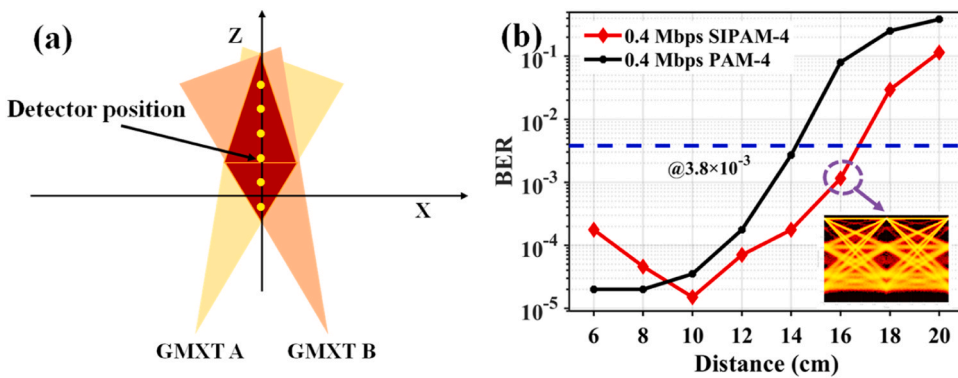 (a)
Z
Detector position
X
GMXT A
GMXT B
(b)
0.4 Mbps SIPAM-4
0.4 Mbps PAM-4
BER
10⁻¹
10⁻²
10⁻³
10⁻⁴
10⁻⁵
@3.8×10⁻³
6 8 10 12 14 16 18 20
Distance (cm)